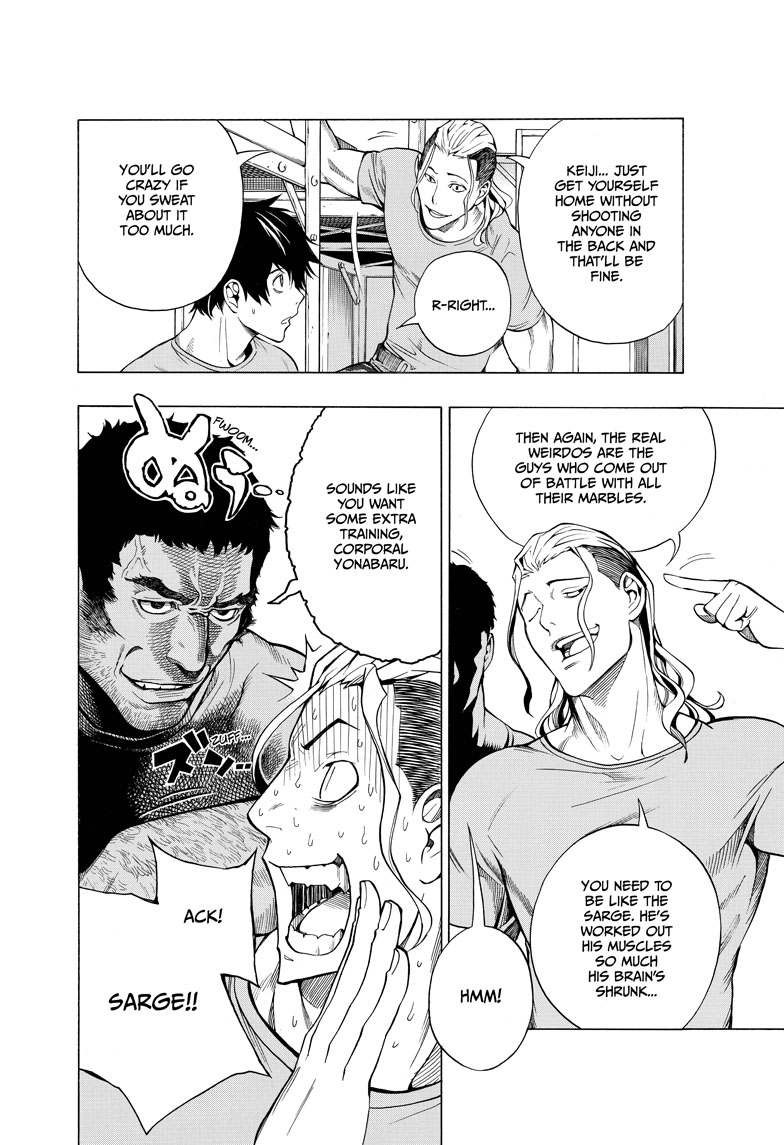 KEIJI... JUST
GET YOURSELF
HOME WITHOUT
SHOOTING
ANYONE IN
THE BACK AND
THAT'LL BE
FINE.
R-RIGHT...
YOU'LL GO
CRAZY IF
YOU SWEAT
ABOUT IT
TOO MUCH.
THEN AGAIN, THE REAL
WEIRDOS ARE THE
GUYS WHO COME OUT
OF BATTLE WITH ALL
THEIR MARBLES.
YOU NEED TO
BE LIKE THE
SARGE. HE'S
WORKED OUT
HIS MUSCLES
SO MUCH
HIS BRAIN'S
SHRUNK...
HMM!
FWOOM...
SOUNDS LIKE
YOU WANT
SOME EXTRA
TRAINING,
CORPORAL
YONABARU.
ZUFF...
ズン...
ACK!
SARGE!!